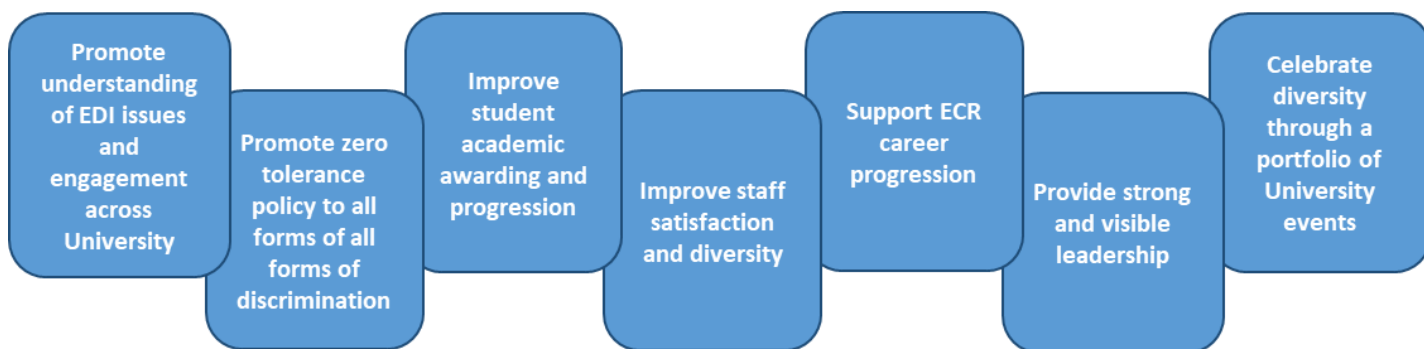 Promote
understanding
of EDI issues
and
engagement
across
University
Promote zero
tolerance
policy to all
forms of all
forms of
discrimination
Improve
student
academic
awarding and
progression
Improve staff
satisfaction
and diversity
Support ECR
career
progression
Provide strong
and visible
leadership
Celebrate
diversity
through a
portfolio of
University
events